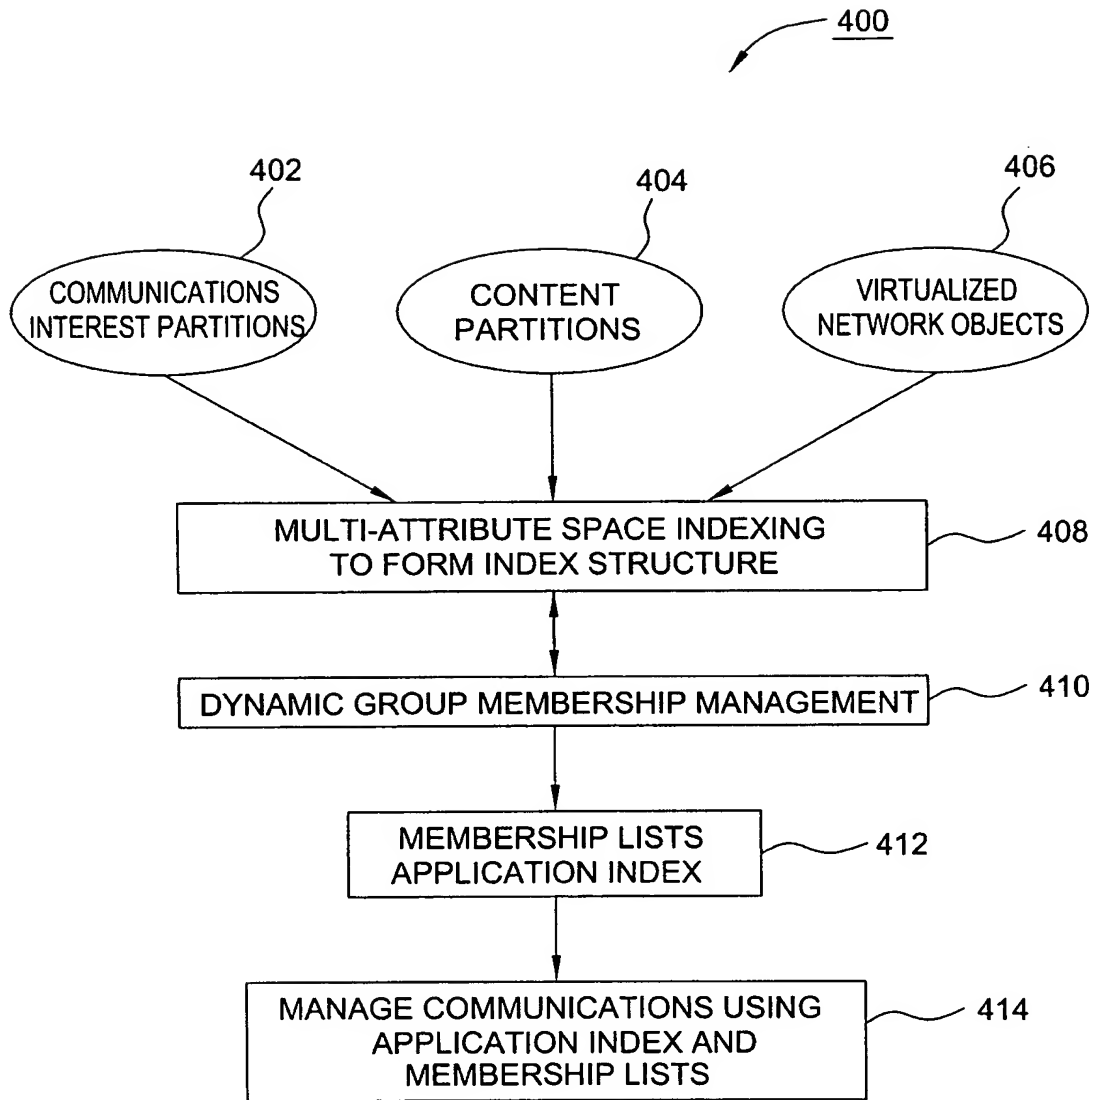 400
402
404
406
COMMUNICATIONS
INTEREST PARTITIONS
CONTENT
PARTITIONS
VIRTUALIZED
NETWORK OBJECTS
MULTI-ATTRIBUTE SPACE INDEXING
TO FORM INDEX STRUCTURE
408
DYNAMIC GROUP MEMBERSHIP MANAGEMENT
410
MEMBERSHIP LISTS
APPLICATION INDEX
412
MANAGE COMMUNICATIONS USING
APPLICATION INDEX AND
MEMBERSHIP LISTS
414